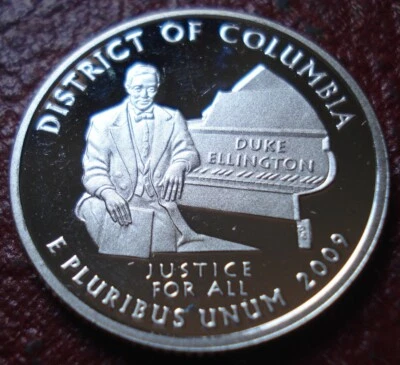 DISTRICT OF COLUMBIA
DUKE
ELLINGTON
JUSTICE
FOR ALL
E PLURIBUS UNUM 2009